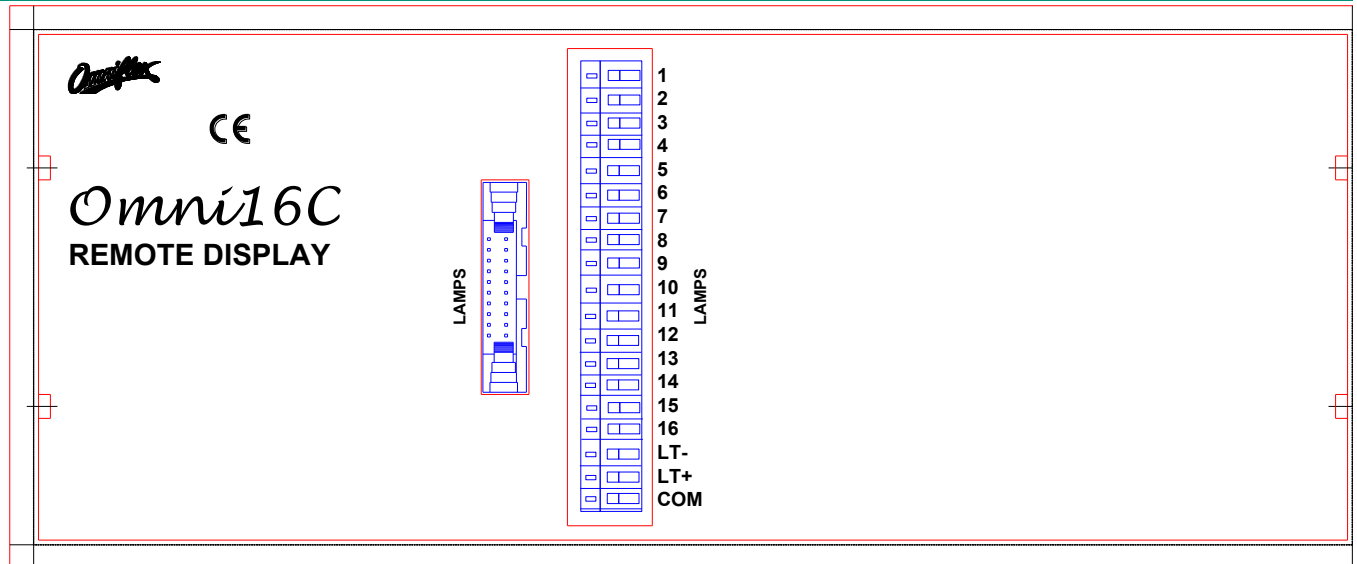 Omniflex
CE
Omni16C
REMOTE DISPLAY
LAMPS
1
2
3
4
5
6
7
8
9
10
11
12
13
14
15
16
LT-
LT+
COM
LAMPS